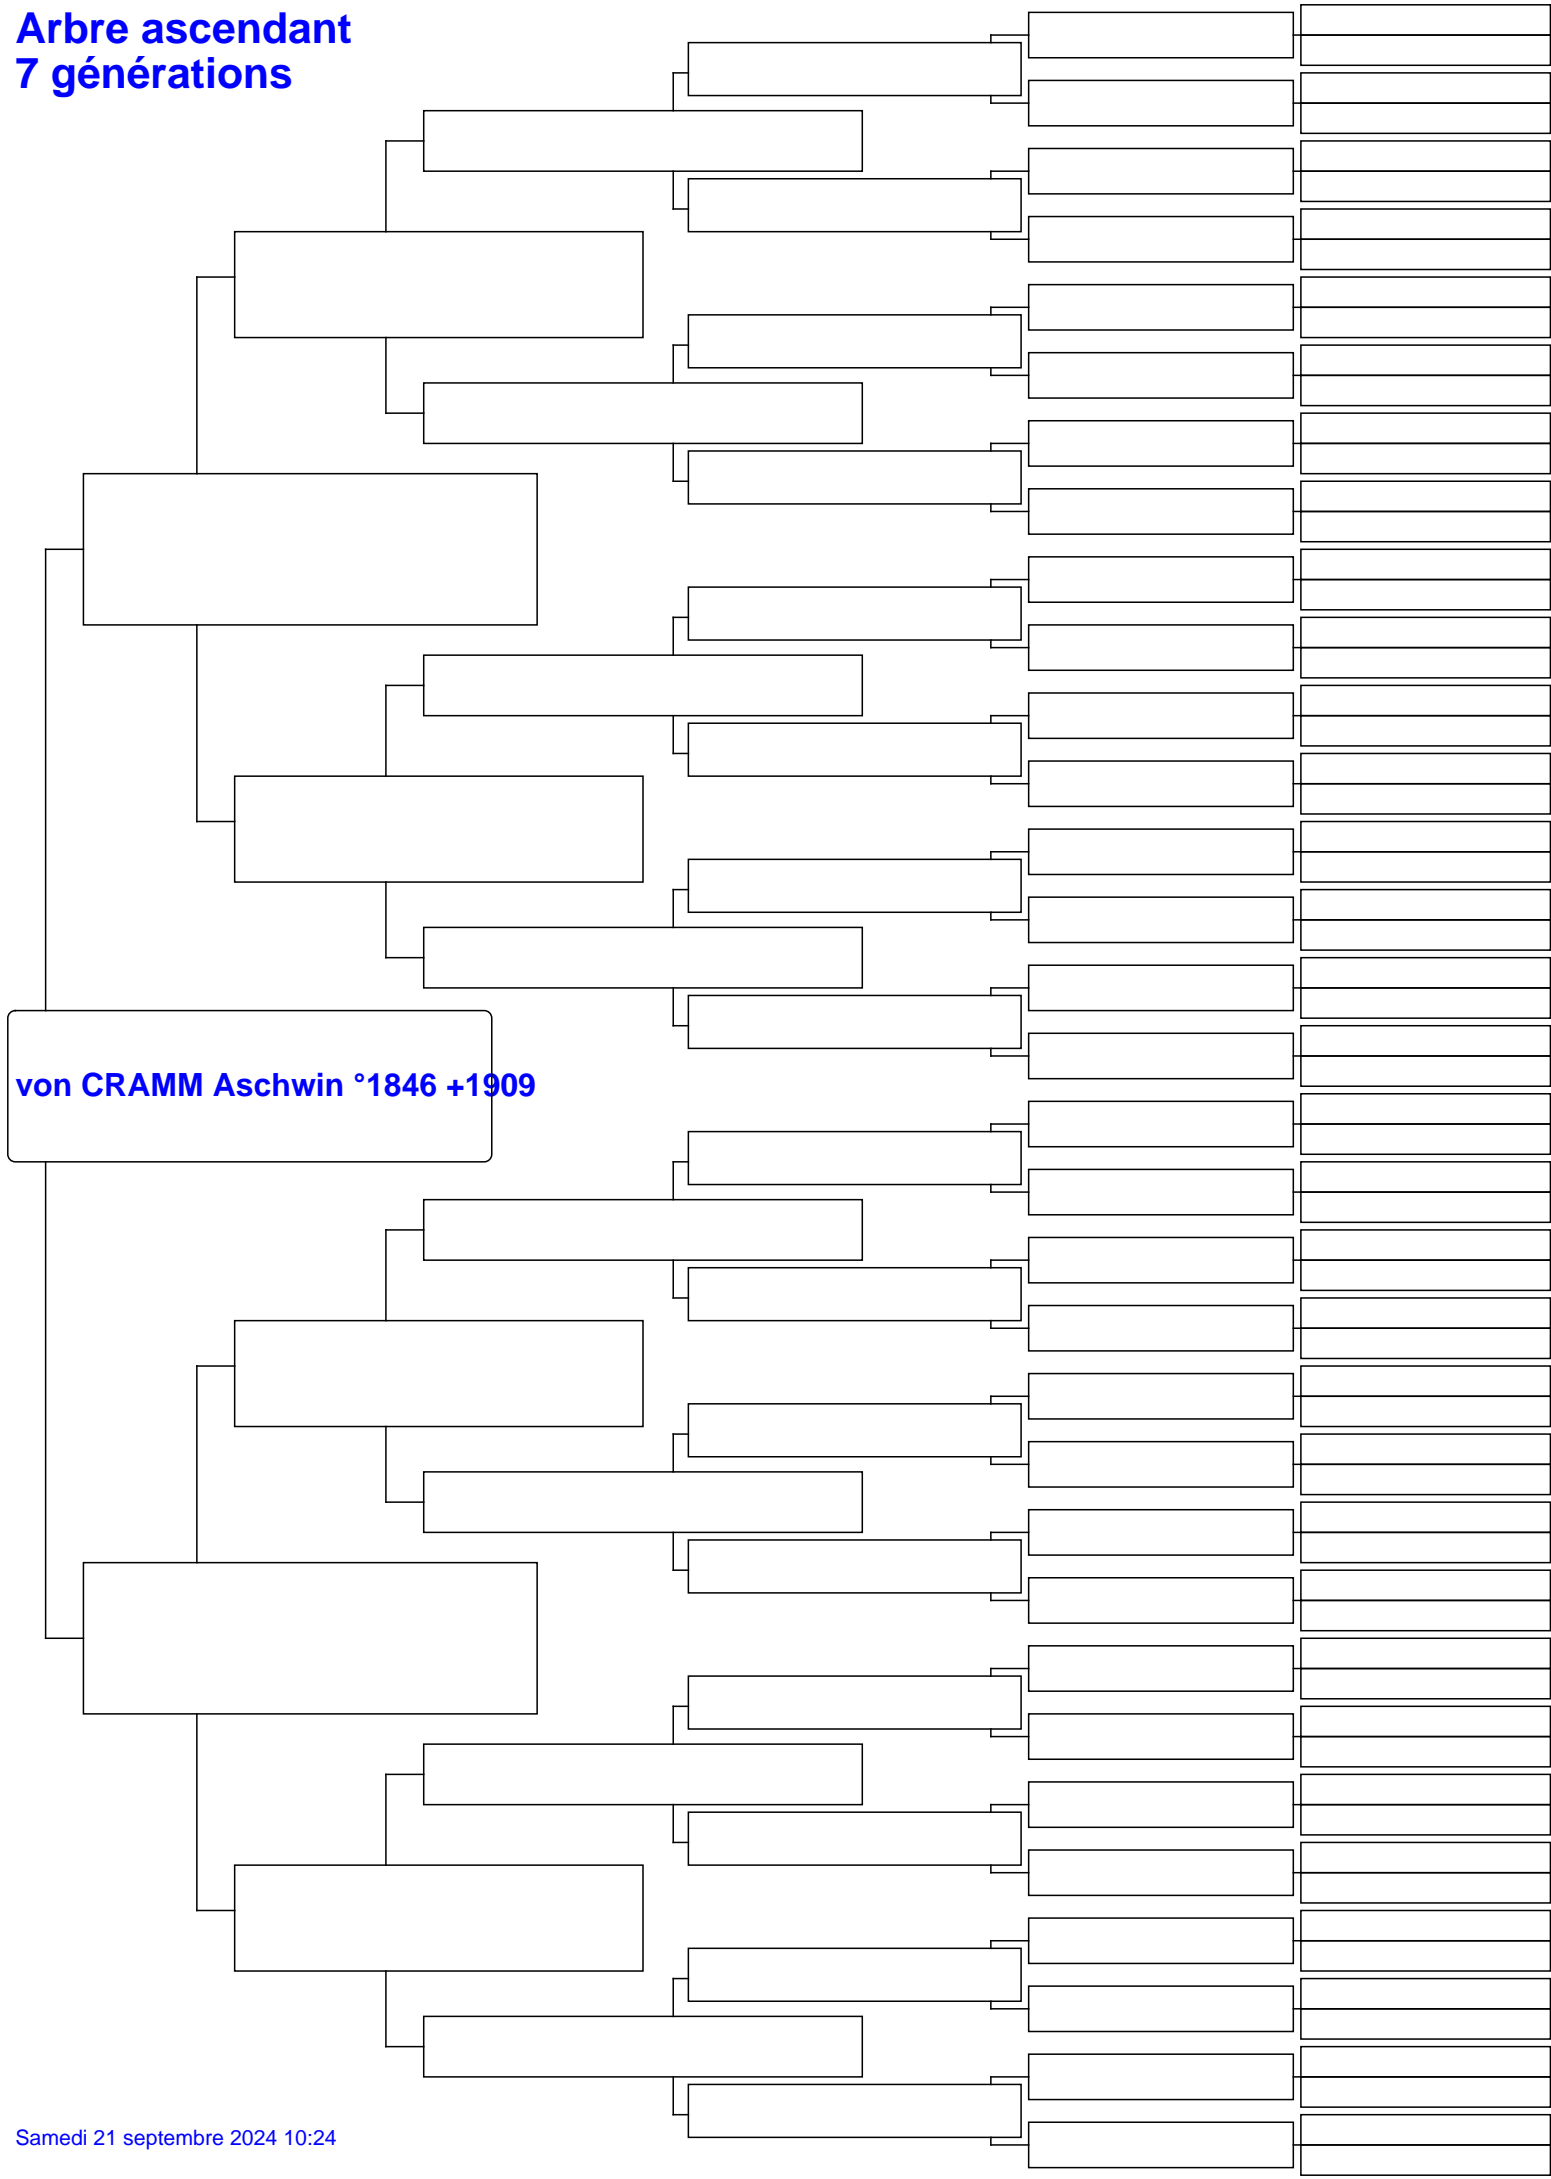 Arbre ascendant
7 générations
von CRAMM Aschwin °1846 +1909
Samedi 21 septembre 2024 10:24